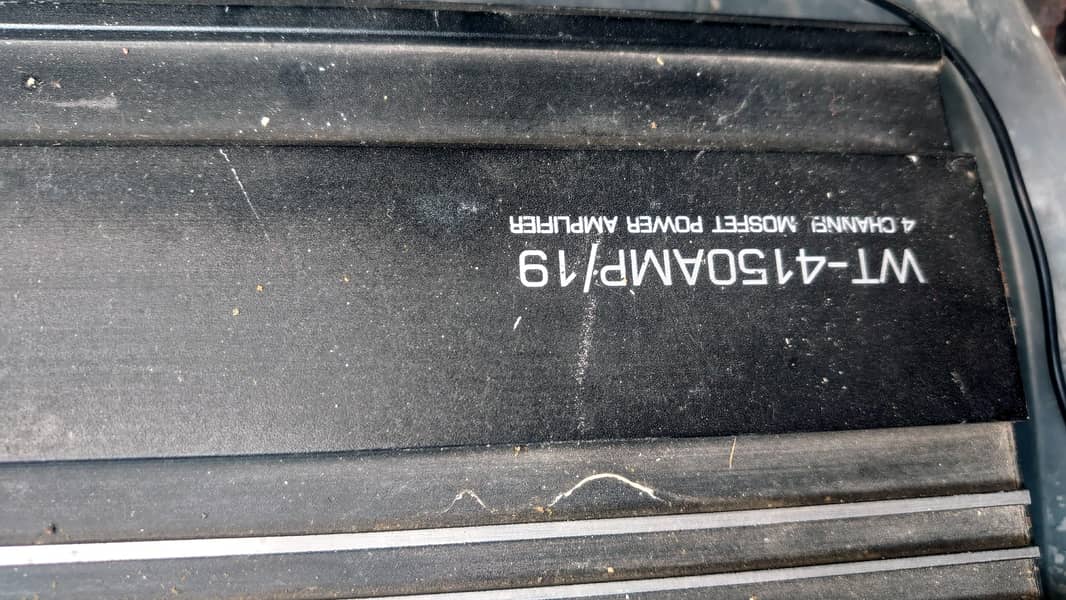 WT-4150AMP/19
4 CHANNEL MOSFET POWER AMPLIFIER